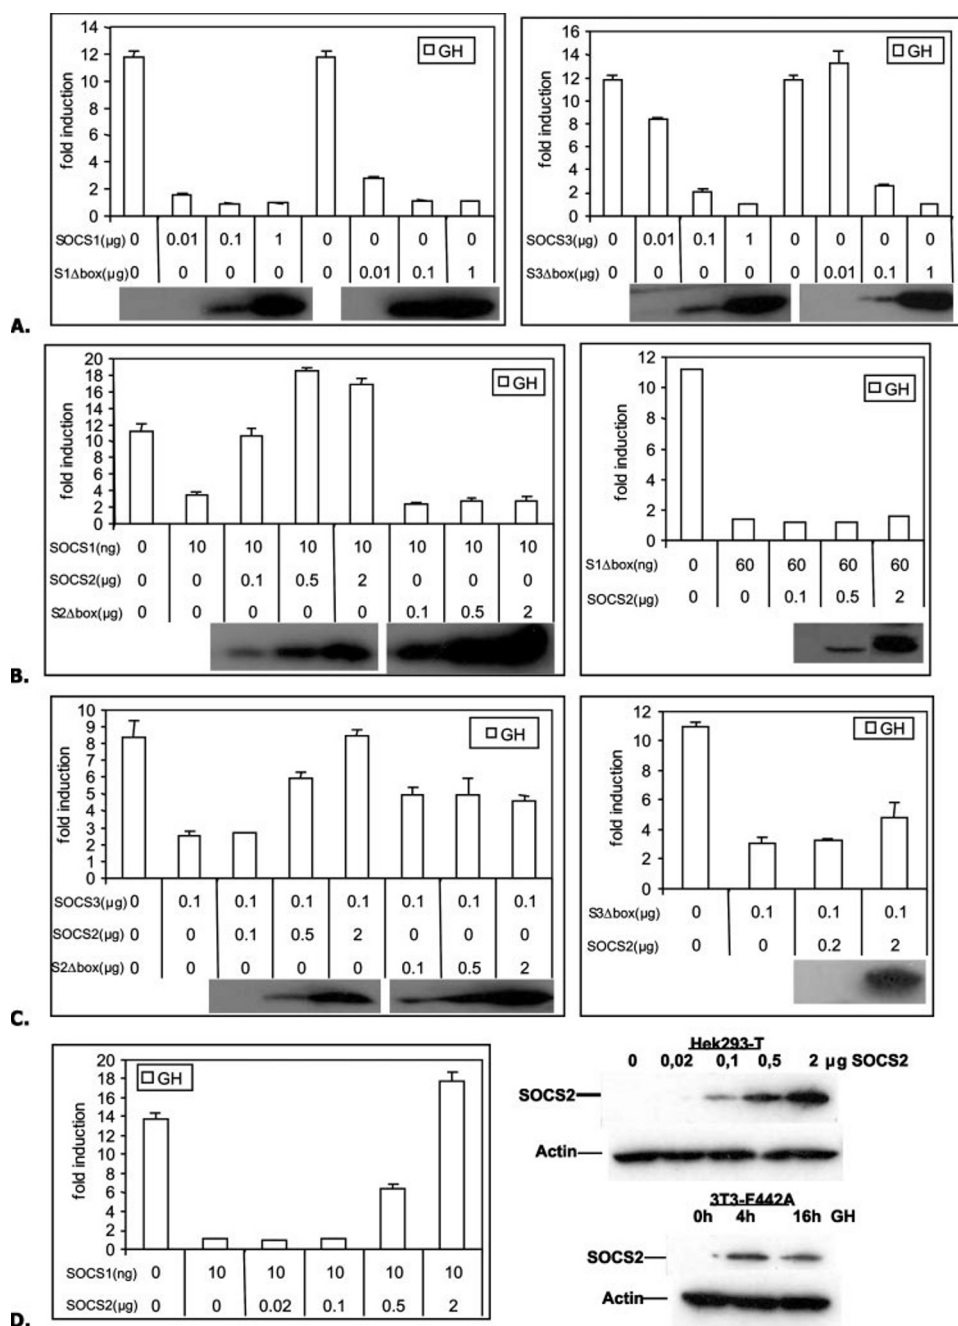 14
12
10
8
6
4
2
0
fold induction
GH
SOCS1(µg) 0 0.01 0.1 1 0 0 0 0
S1Δbox(µg) 0 0 0 0 0 0.01 0.1 1
16
14
12
10
8
6
4
2
0
fold induction
GH
SOCS3(µg) 0 0.01 0.1 1 0 0 0 0
S3Δbox(µg) 0 0 0 0 0 0.01 0.1 1
A.
20
18
16
14
12
10
8
6
4
2
0
fold induction
GH
SOCS1(ng) 0 10 10 10 10 10 10 10
SOCS2(µg) 0 0 0.1 0.5 2 0 0 0
S2Δbox(µg) 0 0 0 0 0 0.1 0.5 2
12
10
8
6
4
2
0
fold induction
GH
S1Δbox(ng) 0 60 60 60 60
SOCS2(µg) 0 0 0.1 0.5 2
B.
10
9
8
7
6
5
4
3
2
1
0
fold induction
GH
SOCS3(µg) 0 0.1 0.1 0.1 0.1 0.1 0.1 0.1
SOCS2(µg) 0 0 0.1 0.5 2 0 0 0
S2Δbox(µg) 0 0 0 0 0 0.1 0.5 2
12
10
8
6
4
2
0
fold induction
GH
S3Δbox(µg) 0 0.1 0.1 0.1
SOCS2(µg) 0 0 0.2 2
C.
20
18
16
14
12
10
8
6
4
2
0
fold induction
GH
SOCS1(ng) 0 10 10 10 10 10
SOCS2(µg) 0 0 0.02 0.1 0.5 2
Hek293-T
0 0,02 0,1 0,5 2 µg SOCS2
SOCS2
Actin
3T3-F442A
0h 4h 16h GH
SOCS2
Actin
D.